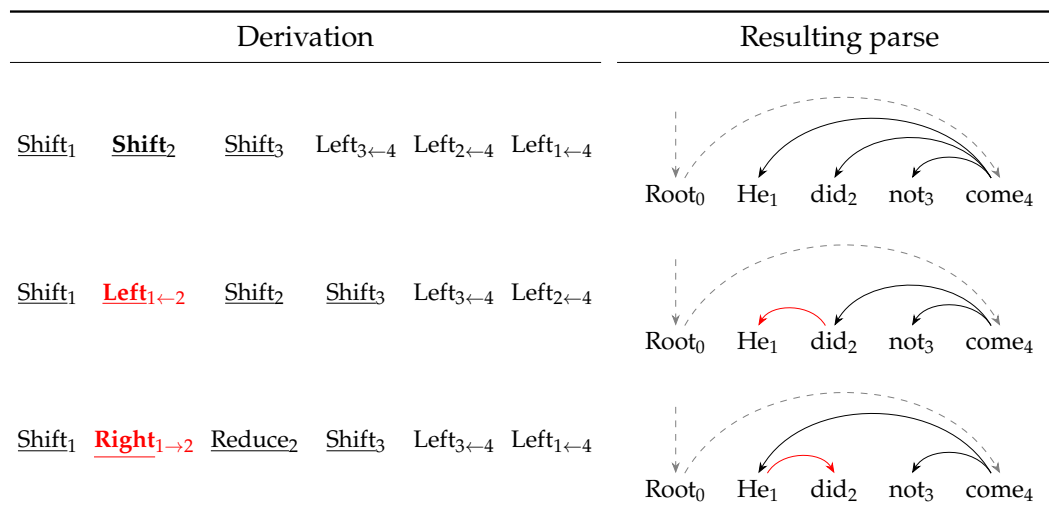 Derivation Resulting parse
Shift₁ Shift₂ Shift₃ Left₃←₄ Left₂←₄ Left₁←₄
Root₀ He₁ did₂ not₃ come₄
Shift₁ Left₁←₂ Shift₂ Shift₃ Left₃←₄ Left₂←₄
Root₀ He₁ did₂ not₃ come₄
Shift₁ Right₁→₂ Reduce₂ Shift₃ Left₃←₄ Left₁←₄
Root₀ He₁ did₂ not₃ come₄